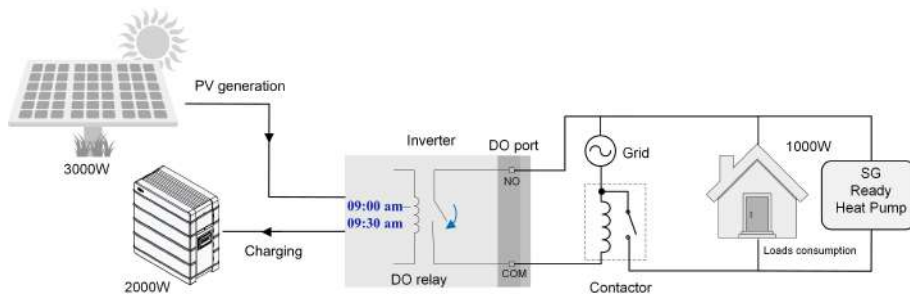 PV generation
3000W
Inverter
DO port
NO
Grid
1000W
SG
Ready
Heat Pump
09:00 am
09:30 am
Charging
2000W
DO relay
COM
Contactor
Loads consumption